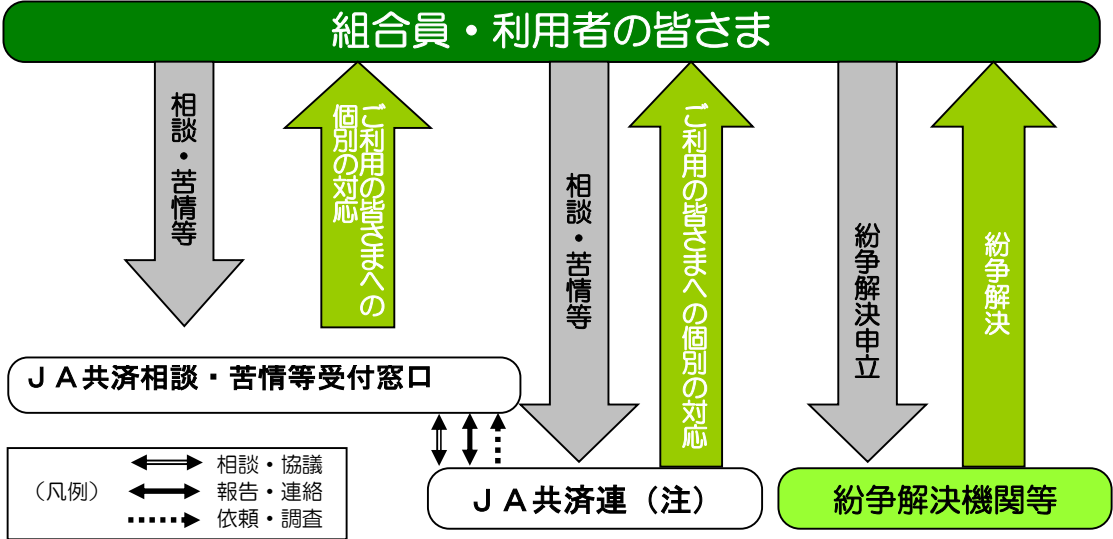 組合員・利用者の皆さま
相談・苦情等
ご利用の皆さまへの
個別の対応
相談・苦情等
ご利用の皆さまへの個別の対応
紛争解決申立
紛争解決
ＪＡ共済相談・苦情等受付窓口
（凡例）
相談・協議
報告・連絡
依頼・調査
ＪＡ共済連（注）
紛争解決機関等